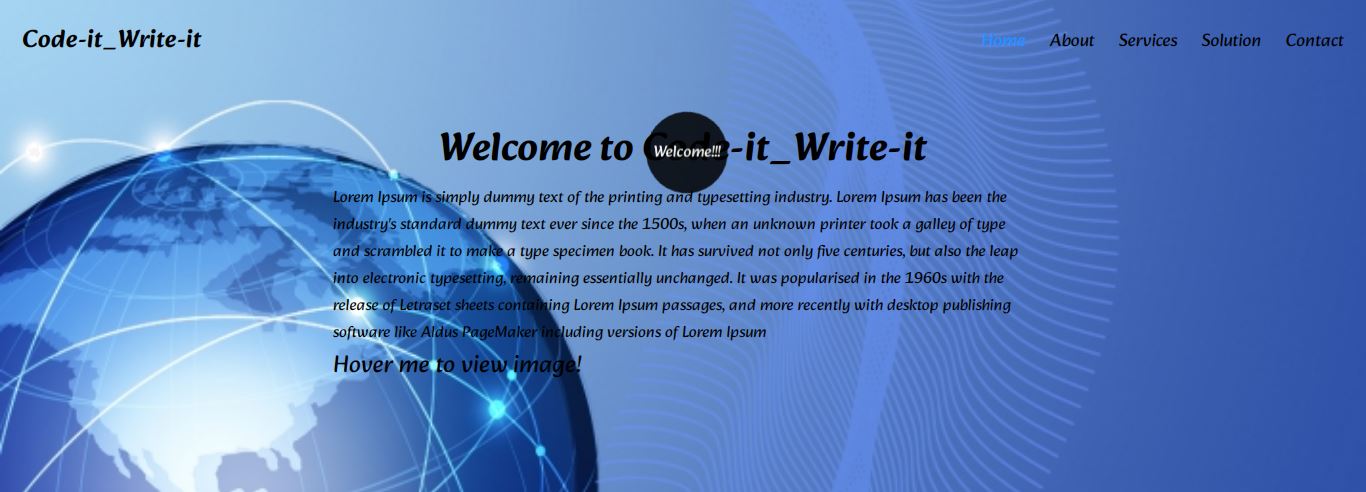 Code-it_Write-it
Home About Services Solution Contact
Welcome to Code-it_Write-it
Welcome!!!
Lorem Ipsum is simply dummy text of the printing and typesetting industry. Lorem Ipsum has been the
industry's standard dummy text ever since the 1500s, when an unknown printer took a galley of type
and scrambled it to make a type specimen book. It has survived not only five centuries, but also the leap
into electronic typesetting, remaining essentially unchanged. It was popularised in the 1960s with the
release of Letraset sheets containing Lorem Ipsum passages, and more recently with desktop publishing
software like Aldus PageMaker including versions of Lorem Ipsum
Hover me to view image!